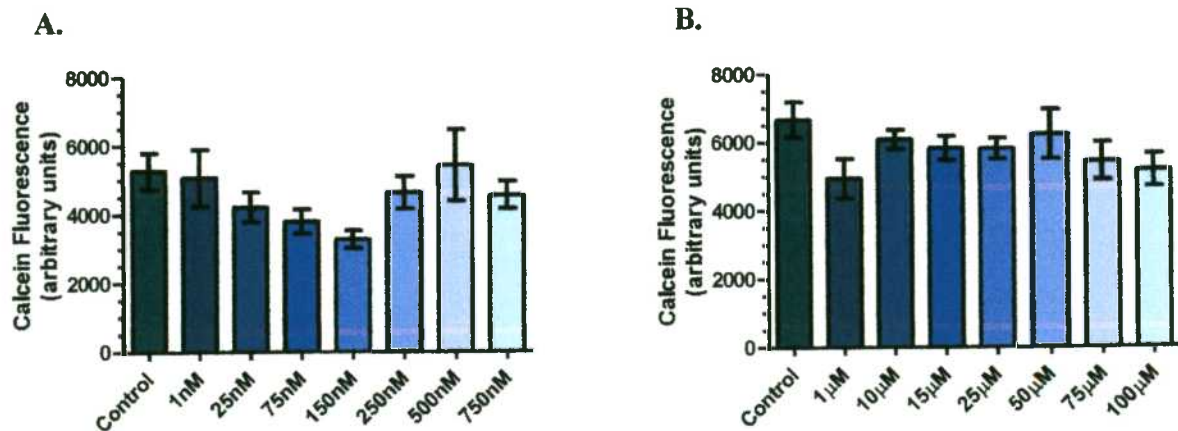 A.
Calcein Fluorescence
(arbitrary units)
8000
6000
4000
2000
0
Control
1nM
25nM
75nM
150nM
250nM
500nM
750nM
B.
Calcein Fluorescence
(arbitrary units)
8000
6000
4000
2000
0
Control
1µM
10µM
15µM
25µM
50µM
75µM
100µM